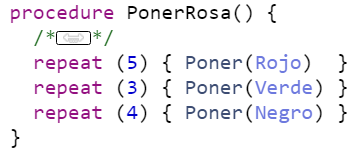 procedure PonerRosa() {
/**/
repeat (5) { Poner(Rojo) }
repeat (3) { Poner(Verde) }
repeat (4) { Poner(Negro) }
}